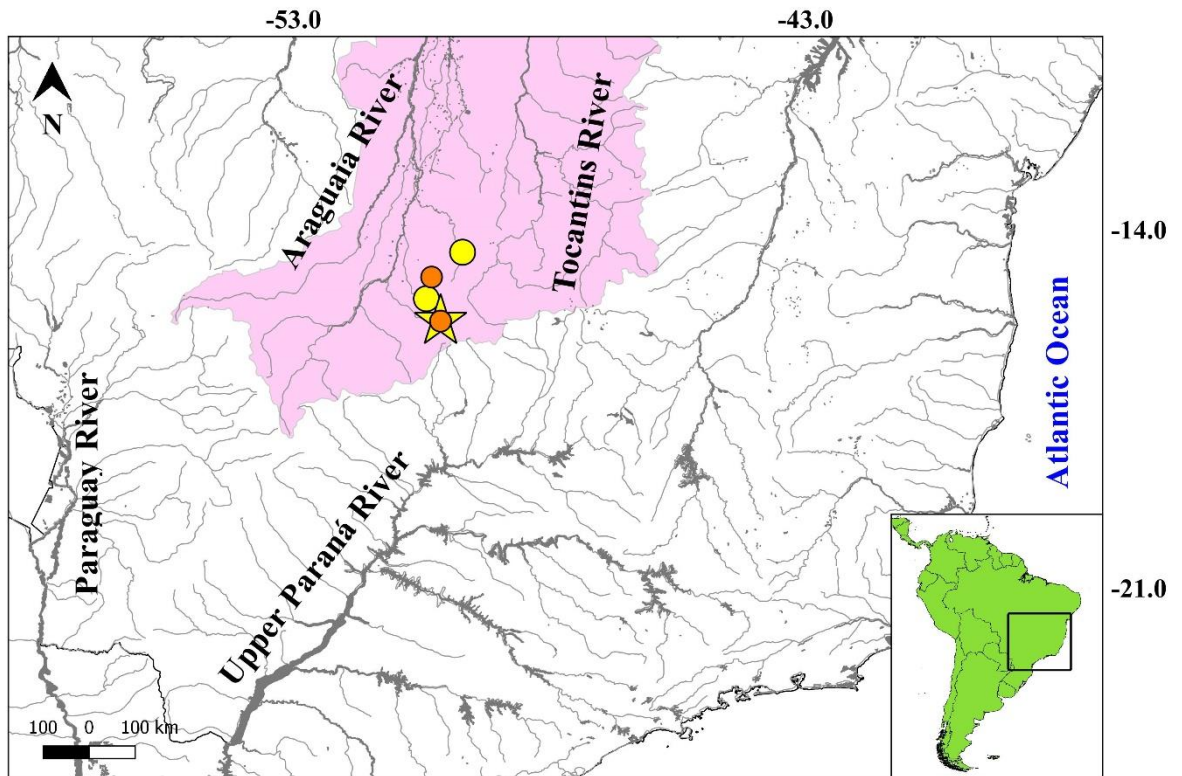 -53.0
-43.0
N
Araguaia River
Tocantins River
-14.0
Atlantic Ocean
Paraguay River
Upper Paraná River
-21.0
100 0 100 km